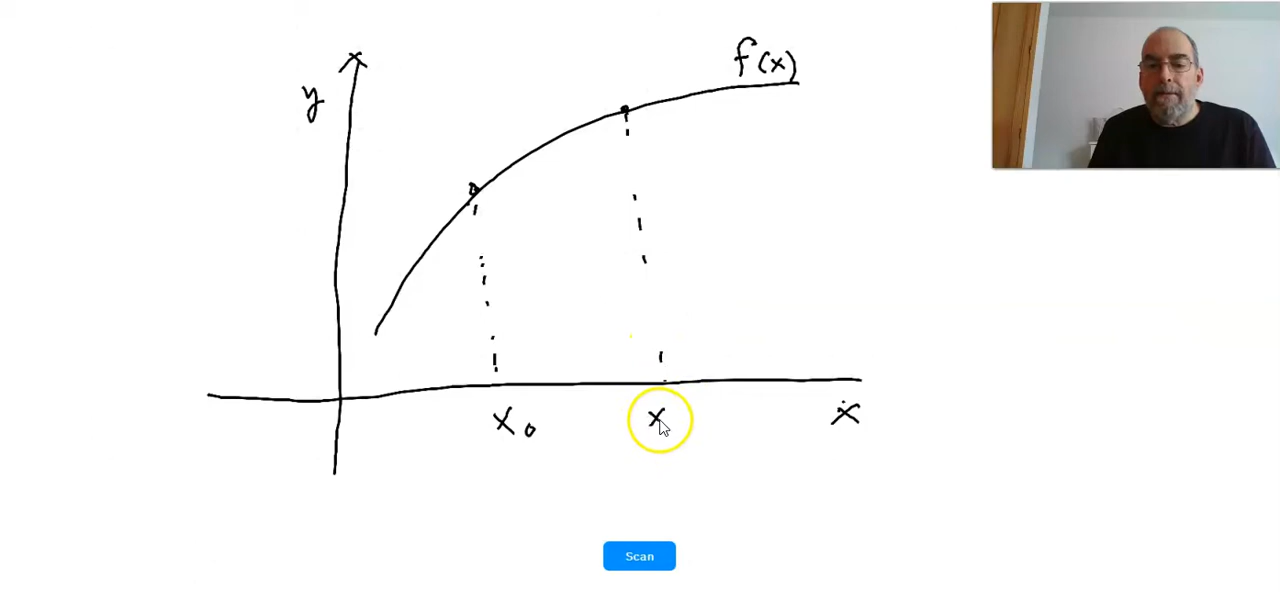 f(x)
y
x₀ x x
Scan